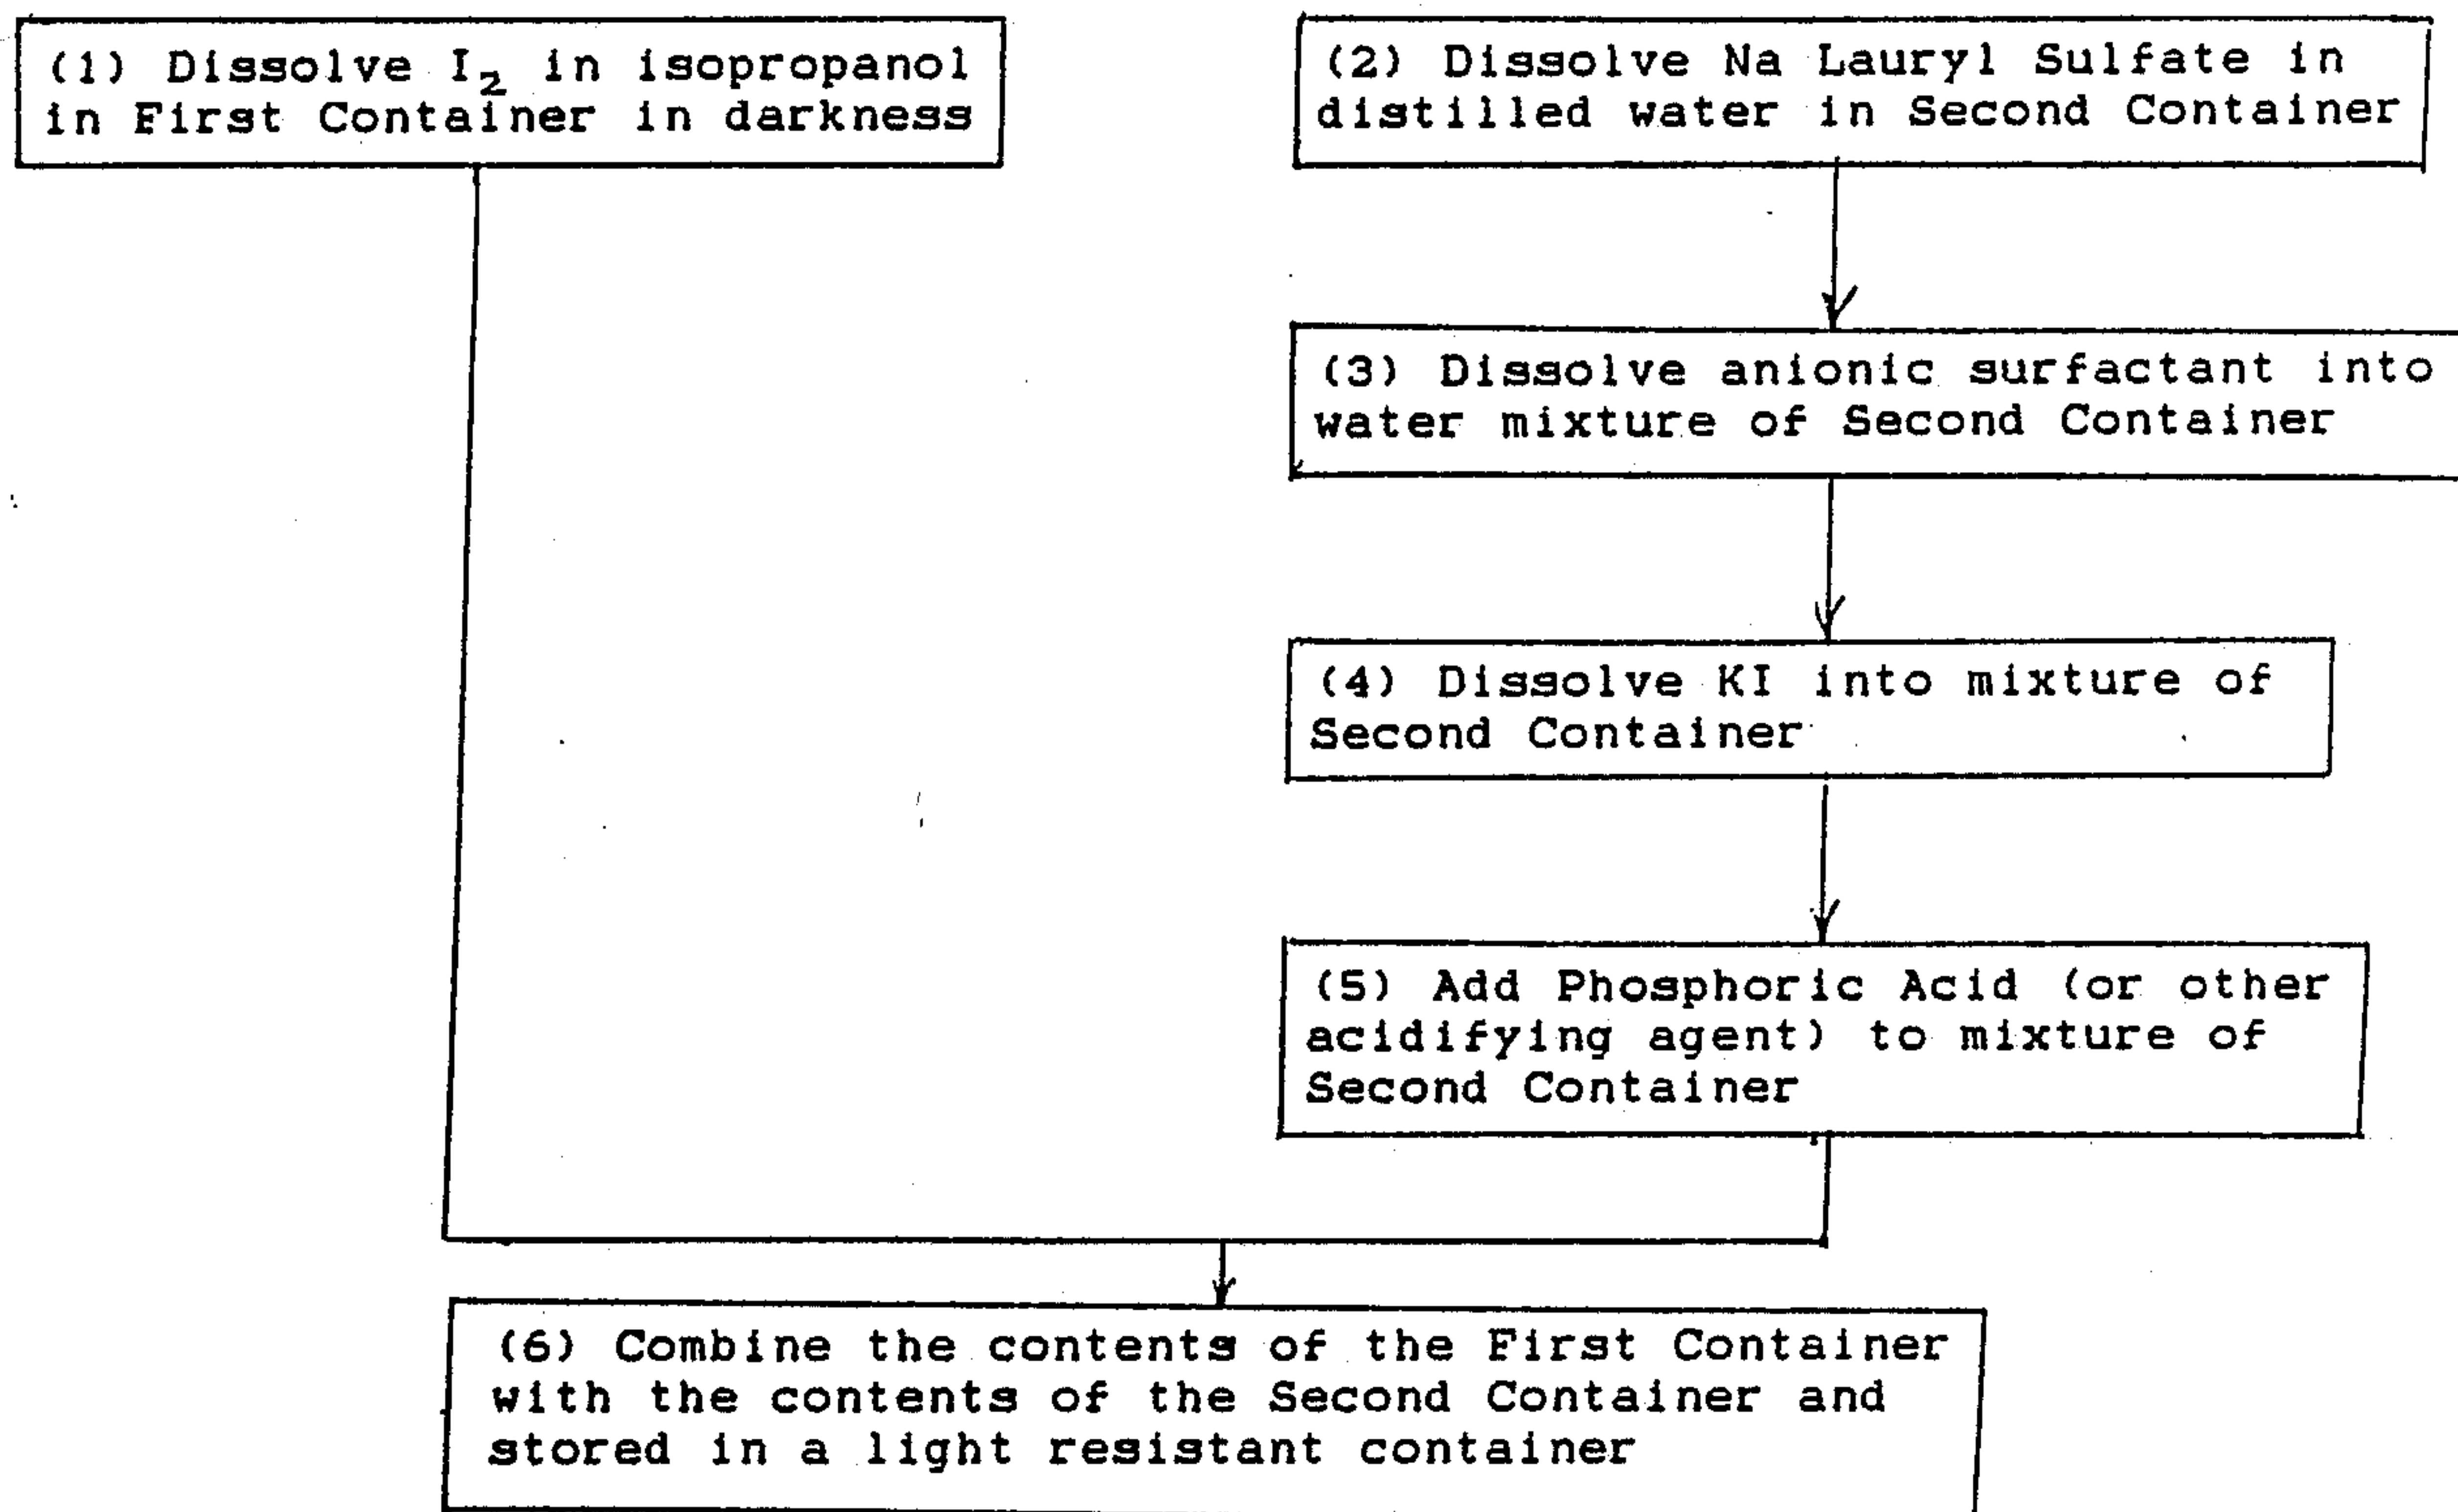 (1) Dissolve I₂ in isopropanol
in First Container in darkness
(2) Dissolve Na Lauryl Sulfate in
distilled water in Second Container
(3) Dissolve anionic surfactant into
water mixture of Second Container
(4) Dissolve KI into mixture of
Second Container
(5) Add Phosphoric Acid (or other
acidifying agent) to mixture of
Second Container
(6) Combine the contents of the First Container
with the contents of the Second Container and
stored in a light resistant container